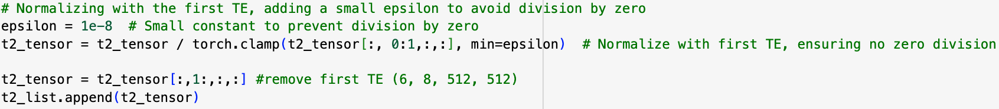 # Normalizing with the first TE, adding a small epsilon to avoid division by zero
epsilon = 1e-8  # Small constant to prevent division by zero
t2_tensor = t2_tensor / torch.clamp(t2_tensor[:, 0:1,:,:], min=epsilon)  # Normalize with first TE, ensuring no zero division
t2_tensor = t2_tensor[:,1:,:,:] #remove first TE (6, 8, 512, 512)
t2_list.append(t2_tensor)